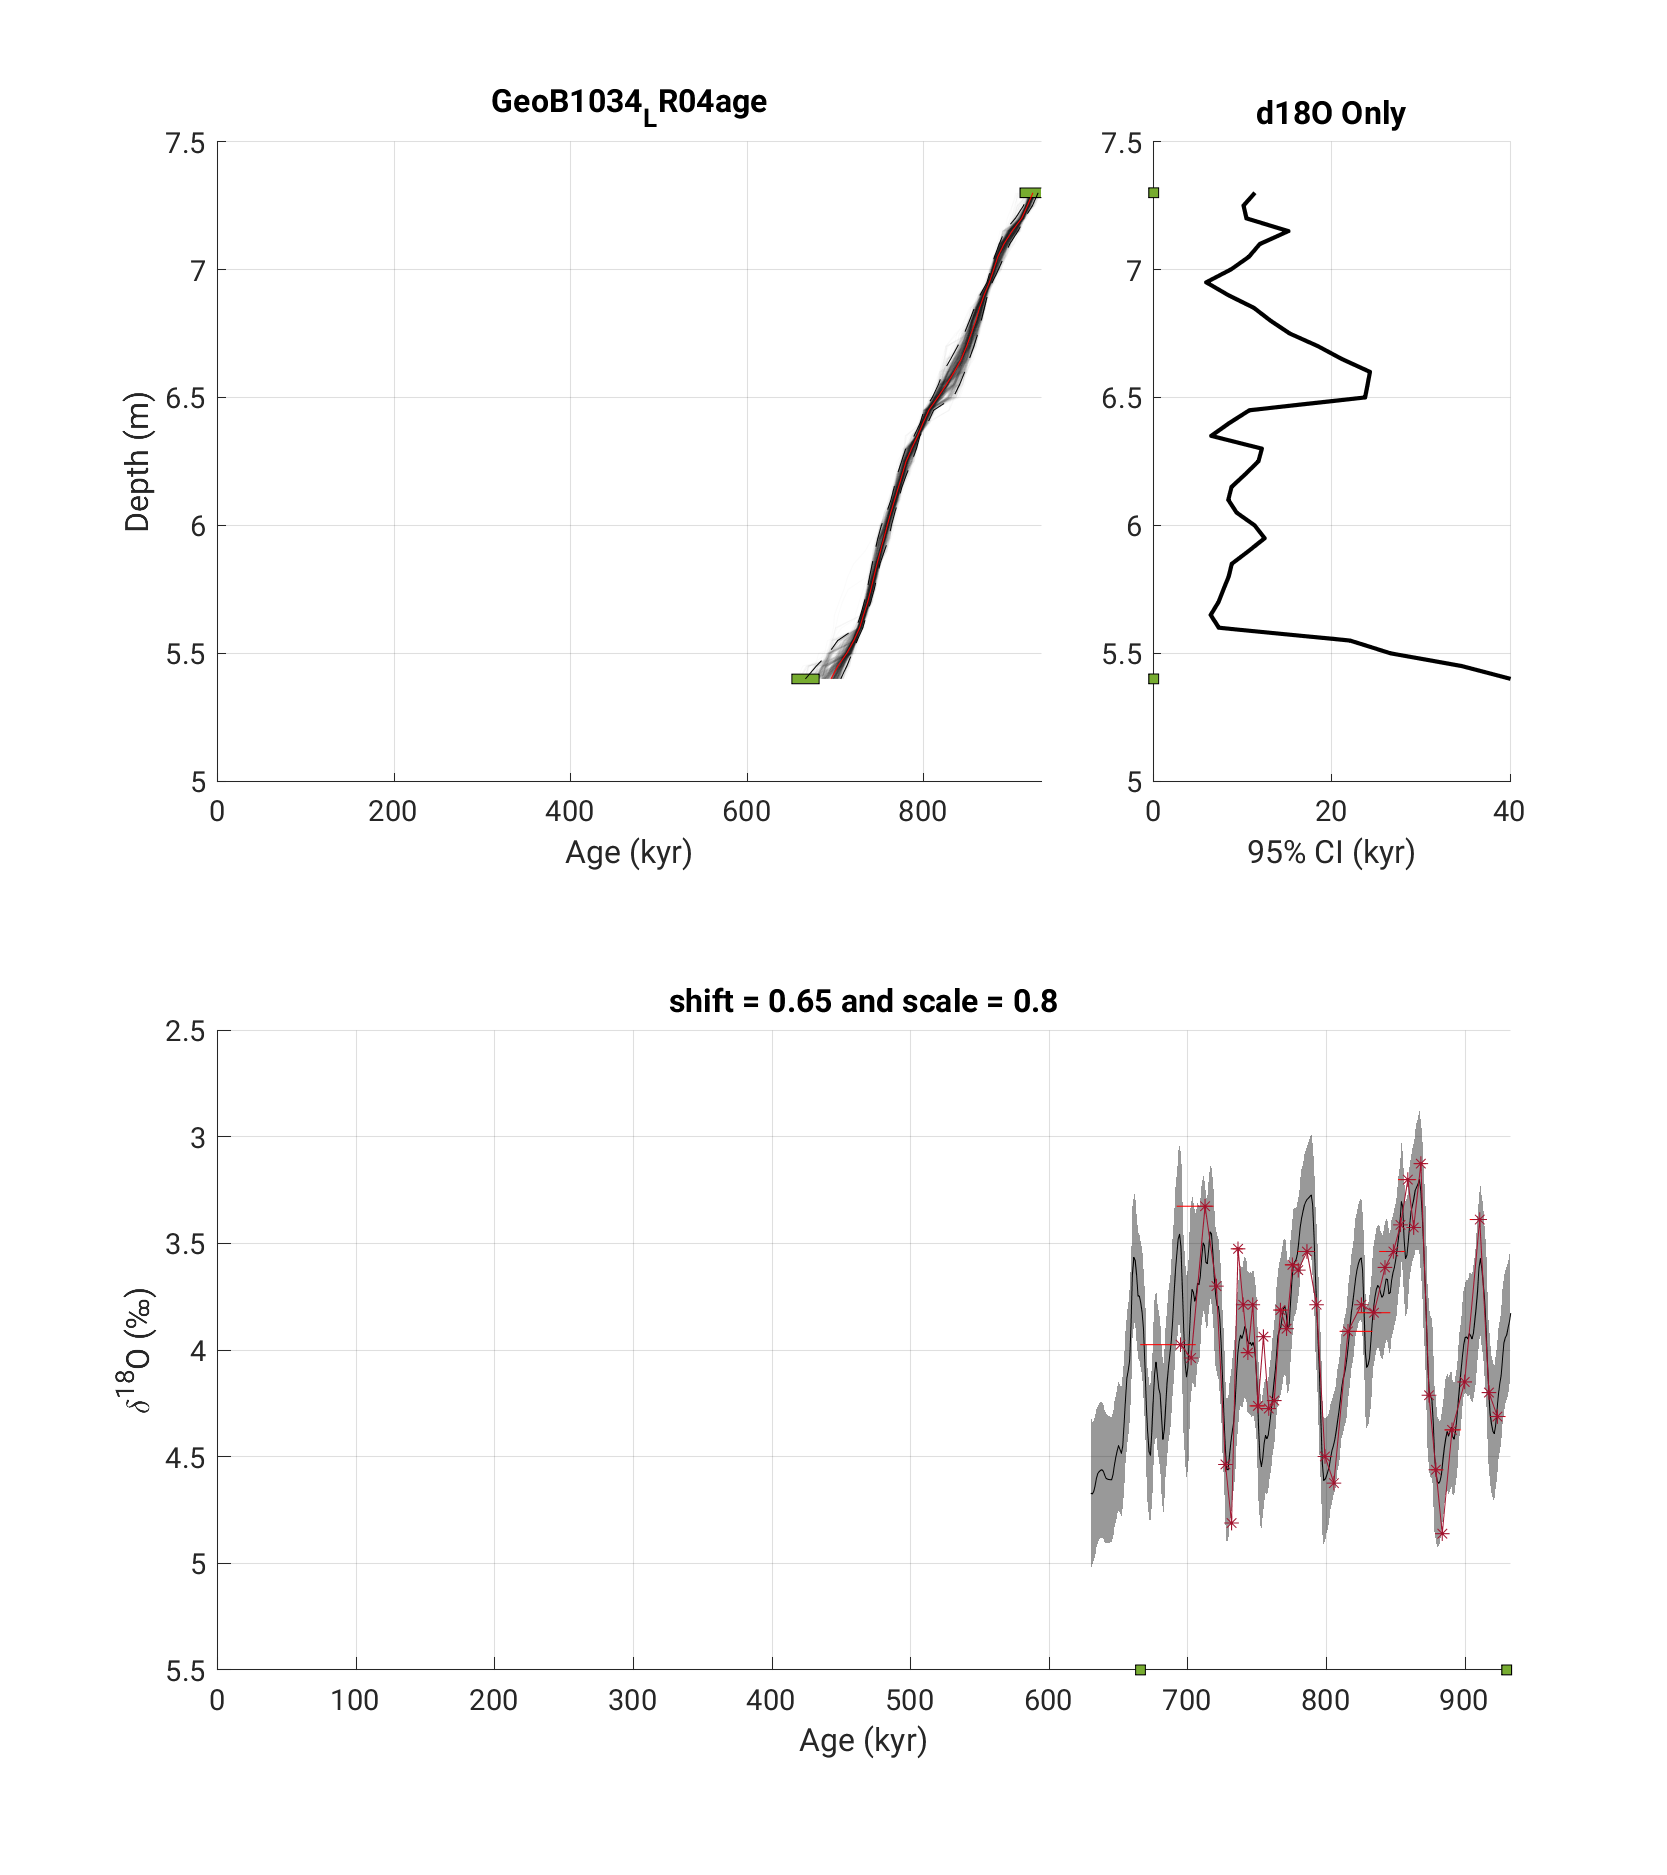 GeoB1034LR04age
d18O Only
7.5
7
6.5
6
5.5
5
Depth (m)
0 200 400 600 800
Age (kyr)
7.5
7
6.5
6
5.5
5
0 20 40
95% CI (kyr)
shift = 0.65 and scale = 0.8
2.5
3
3.5
4
4.5
5
5.5
δ18O (‰)
0 100 200 300 400 500 600 700 800 900
Age (kyr)